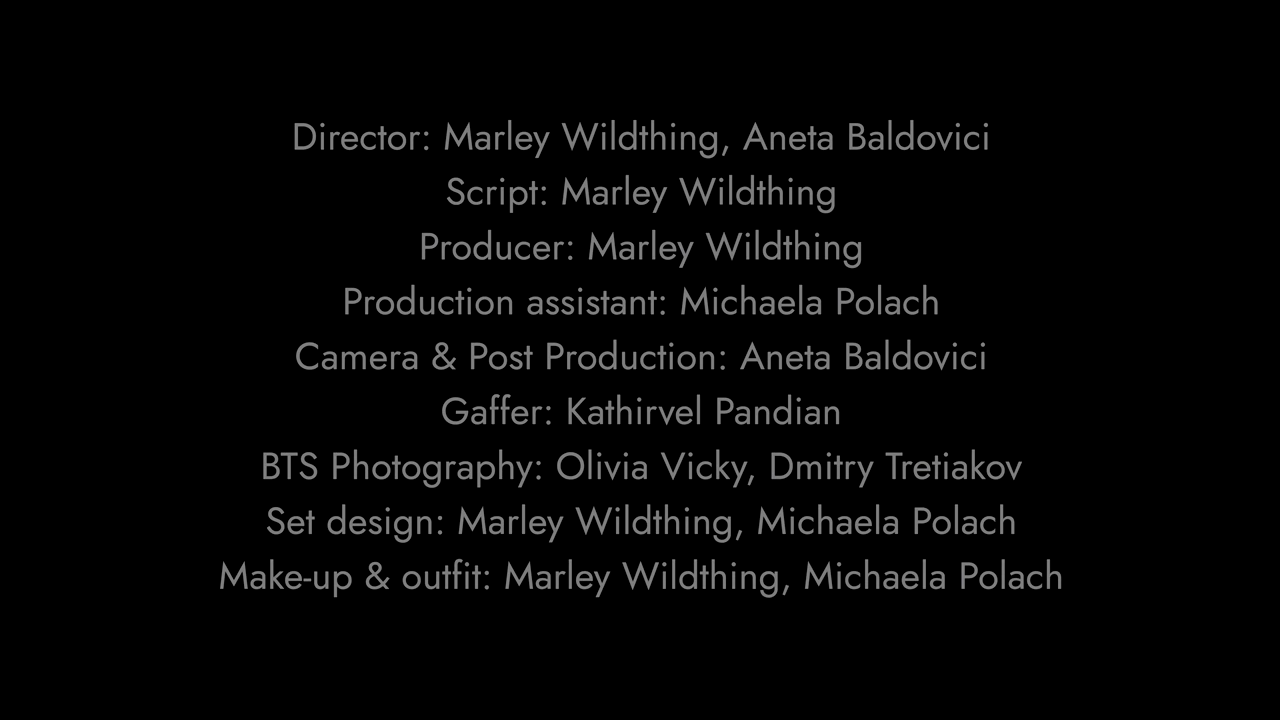 Director: Marley Wildthing, Aneta Baldovici
Script: Marley Wildthing
Producer: Marley Wildthing
Production assistant: Michaela Polach
Camera & Post Production: Aneta Baldovici
Gaffer: Kathirvel Pandian
BTS Photography: Olivia Vicky, Dmitry Tretiakov
Set design: Marley Wildthing, Michaela Polach
Make-up & outfit: Marley Wildthing, Michaela Polach